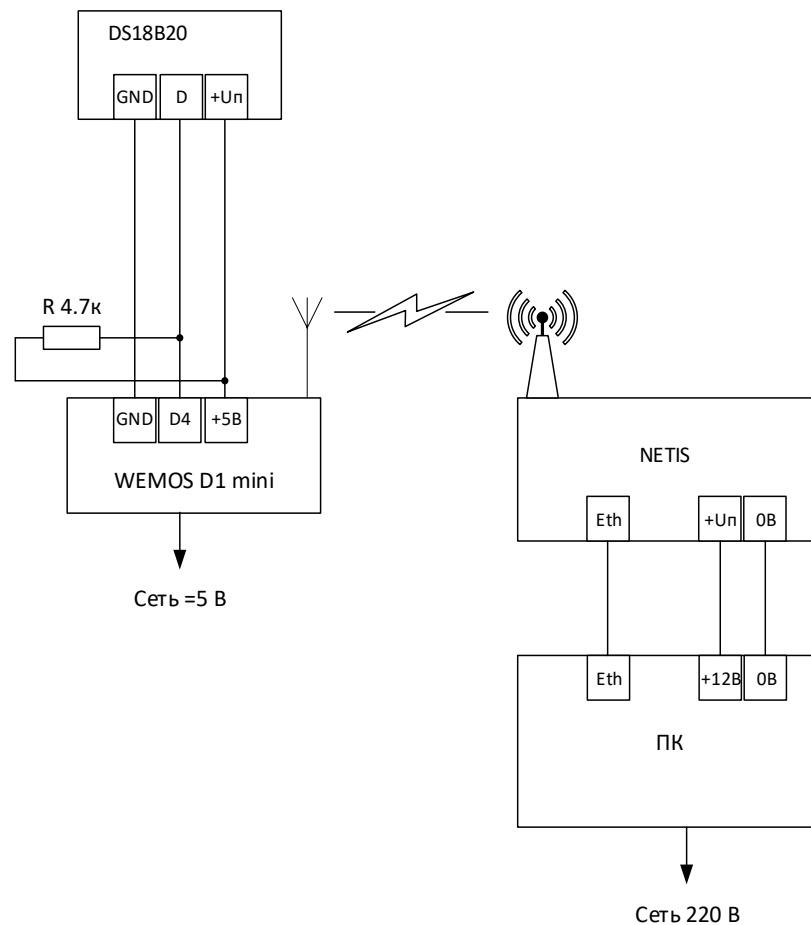 DS18B20
GND D +Uп
R 4.7к
GND D4 +5В
WEMOS D1 mini
Сеть =5 В
NETIS
Eth +Uп 0В
Eth +12В 0В
ПК
Сеть 220 В